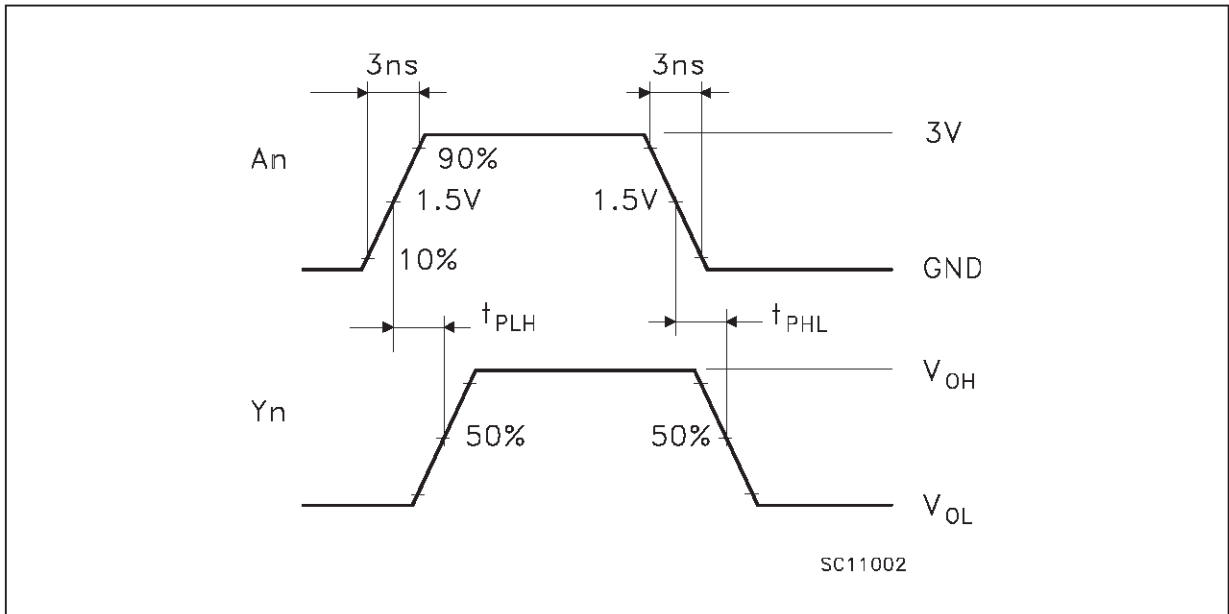 3ns 3ns
3V
An
90%
1.5V 1.5V
10%
GND
tPLH tPHL
VOH
Yn
50% 50%
VOL
SC11002